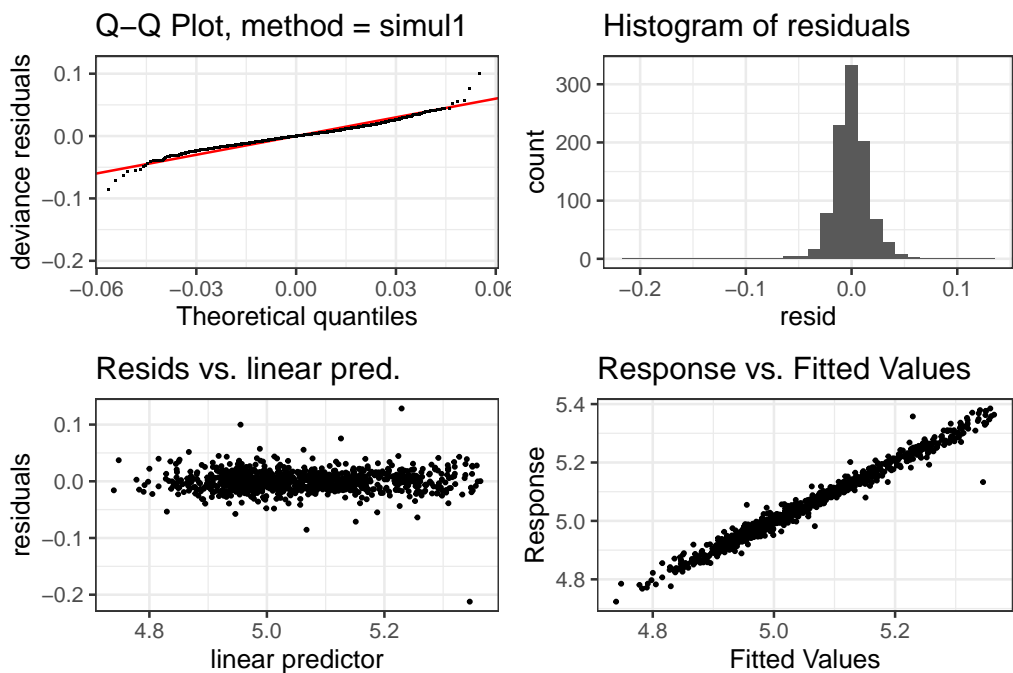 Q−Q Plot, method = simul1
deviance residuals
0.1
0.0
−0.1
−0.2
−0.06
−0.03
0.00
0.03
0.06
Theoretical quantiles
Histogram of residuals
count
300
200
100
0
−0.2
−0.1
0.0
0.1
resid
Resids vs. linear pred.
residuals
0.1
0.0
−0.1
−0.2
4.8
5.0
5.2
linear predictor
Response vs. Fitted Values
Response
5.4
5.2
5.0
4.8
4.8
5.0
5.2
Fitted Values